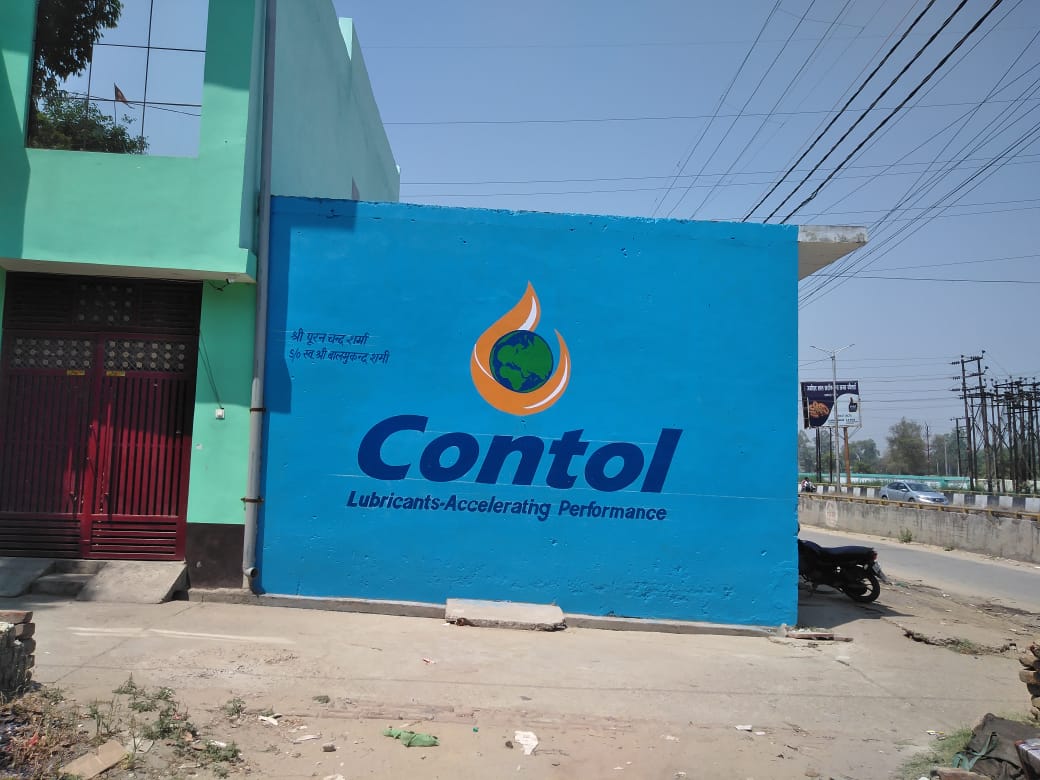 श्री पूरन चन्द्र शर्मा
S/o स्व. श्री बालमुकन्द शर्मा
Contol
Lubricants-Accelerating Performance